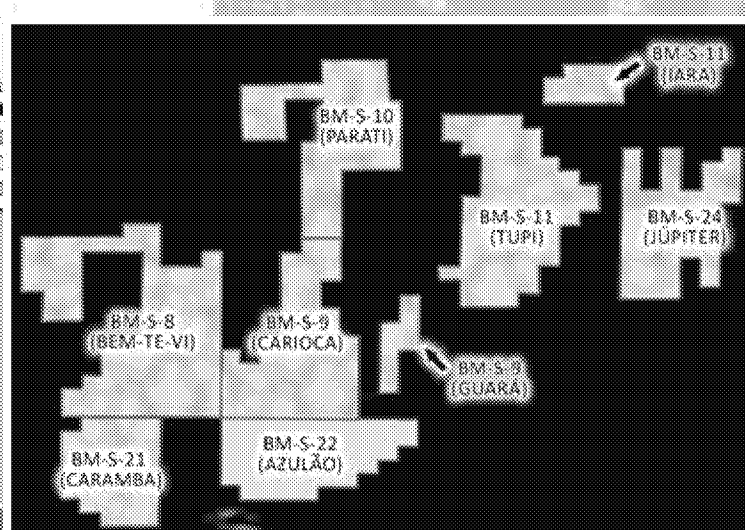 BM-S-11
(IARA)
BM-S-10
(PARATI)
BM-S-11
(TUPI)
BM-S-24
(JÚPITER)
BM-S-8
(BEM-TE-VI)
BM-S-9
(CARIOCA)
BM-S-9
(GUARÁ)
BM-S-21
(CARAMBA)
BM-S-22
(AZULÃO)